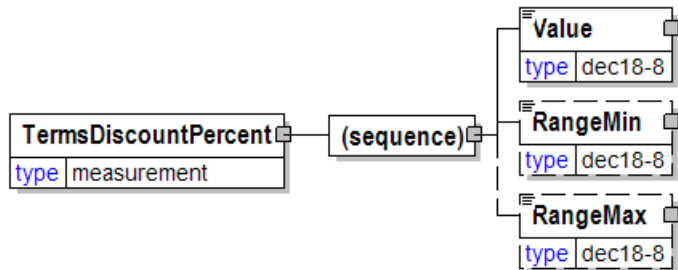 TermsDiscountPercent
type measurement
(sequence)
Value
type dec18-8
RangeMin
type dec18-8
RangeMax
type dec18-8